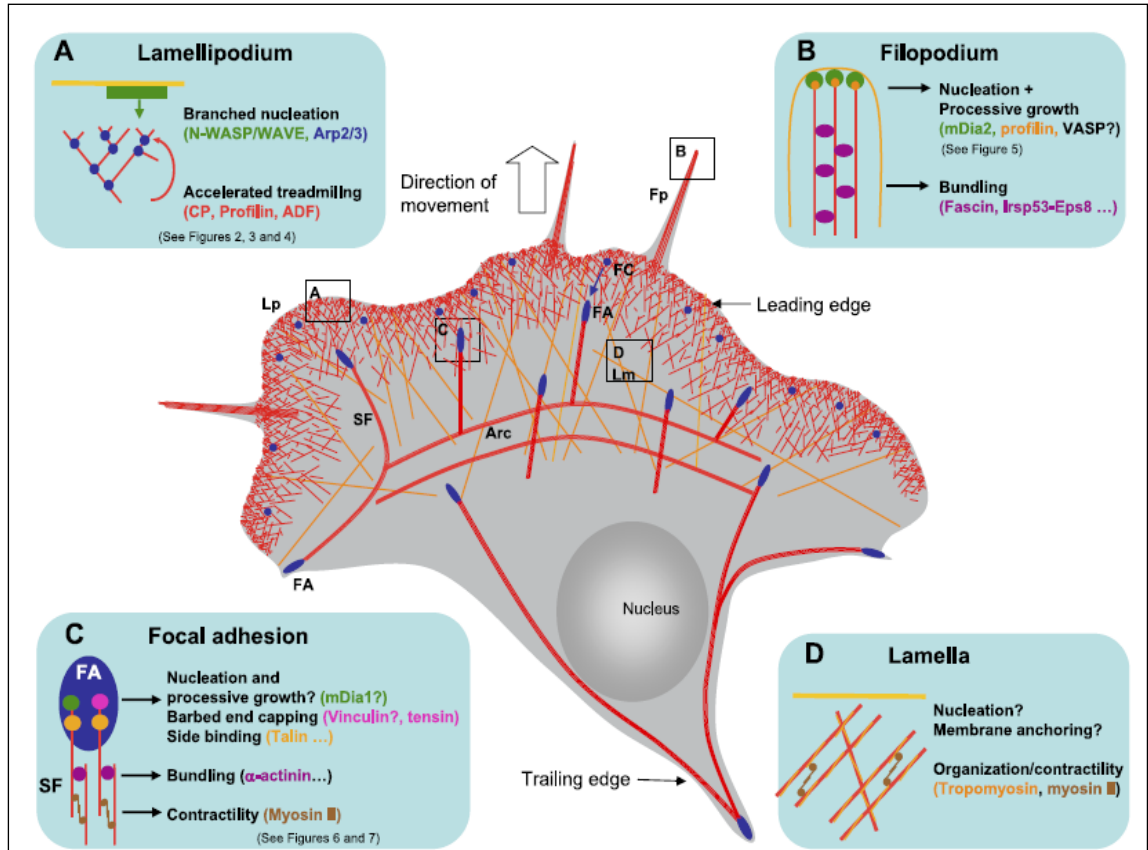 A Lamellipodium
Branched nucleation
(N-WASP/WAVE, Arp2/3)
Accelerated treadmilling
(CP, Profilin, ADF)
(See Figures 2, 3 and 4)
B Filopodium
Nucleation +
Processive growth
(mDia2, profilin, VASP?)
(See Figure 5)
Bundling
(Fascin, Irsp53-Eps8 ...)
Direction of
movement
B
Fp
FC
Lp
A
Leading edge
FA
C
D
Lm
SF
Arc
FA
Nucleus
Trailing edge
C Focal adhesion
FA
Nucleation and
processive growth? (mDia1?)
Barbed end capping (Vinculin?, tensin)
Side binding (Talin ...)
SF
Bundling (α-actinin...)
Contractility (Myosin II)
(See Figures 6 and 7)
D Lamella
Nucleation?
Membrane anchoring?
Organization/contractility
(Tropomyosin, myosin II)